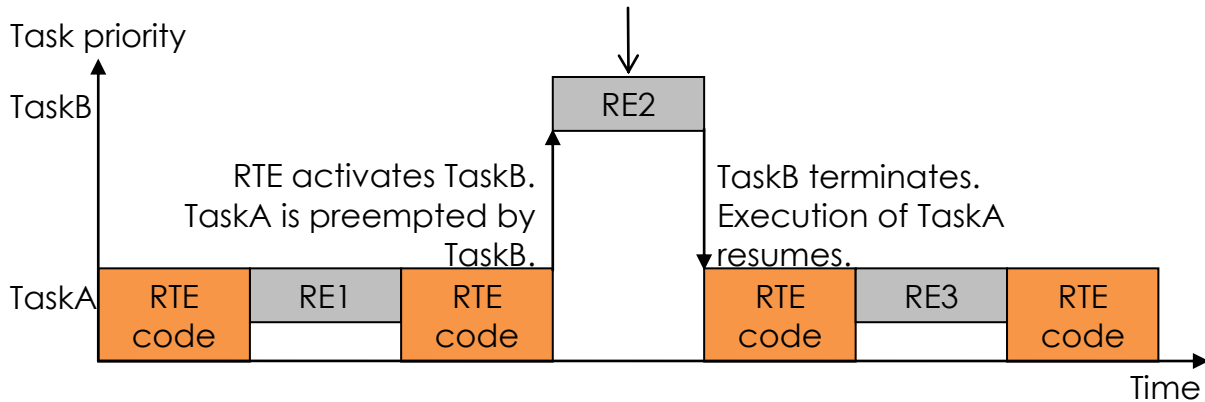 Task priority
TaskB
RE2
RTE activates TaskB.
TaskA is preempted by
TaskB.
TaskB terminates.
Execution of TaskA
resumes.
TaskA
RTE
code
RE1
RTE
code
RTE
code
RE3
RTE
code
Time